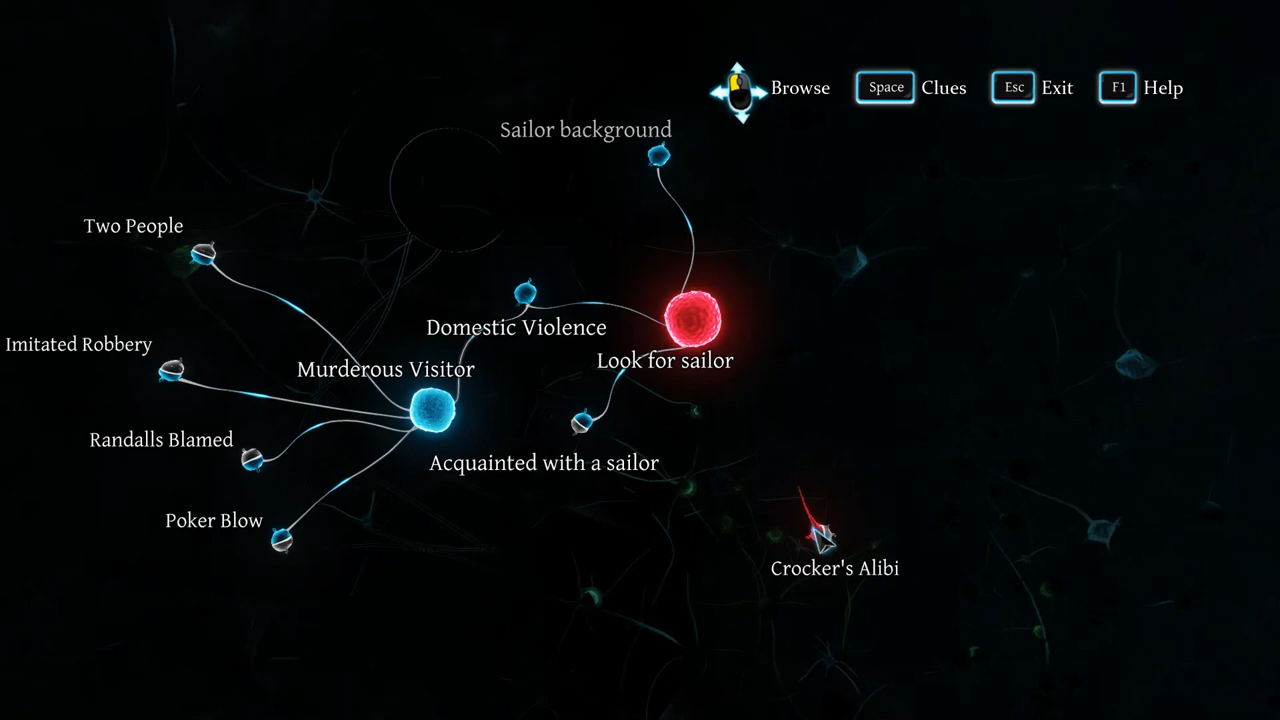 Browse
Space
Clues
Esc
Exit
F1
Help
Sailor background
Two People
Domestic Violence
Imitated Robbery
Look for sailor
Murderous Visitor
Randalls Blamed
Acquainted with a sailor
Poker Blow
Crocker's Alibi